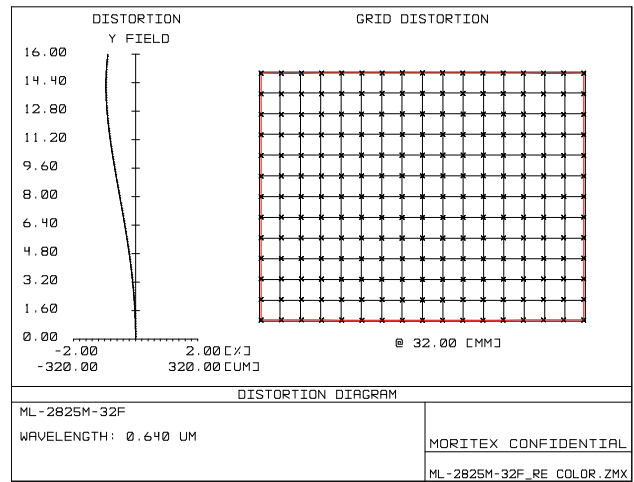 DISTORTION
GRID DISTORTION
Y FIELD
16.00
14.40
12.80
11.20
9.60
8.00
6.40
4.80
3.20
1.60
0.00
-2.00 2.00[%]
-320.00 320.00[UM]
@ 32.00 [MM]
DISTORTION DIAGRAM
ML-2825M-32F
WAVELENGTH: 0.640 UM
MORITEX CONFIDENTIAL
ML-2825M-32F_RE COLOR.ZMX